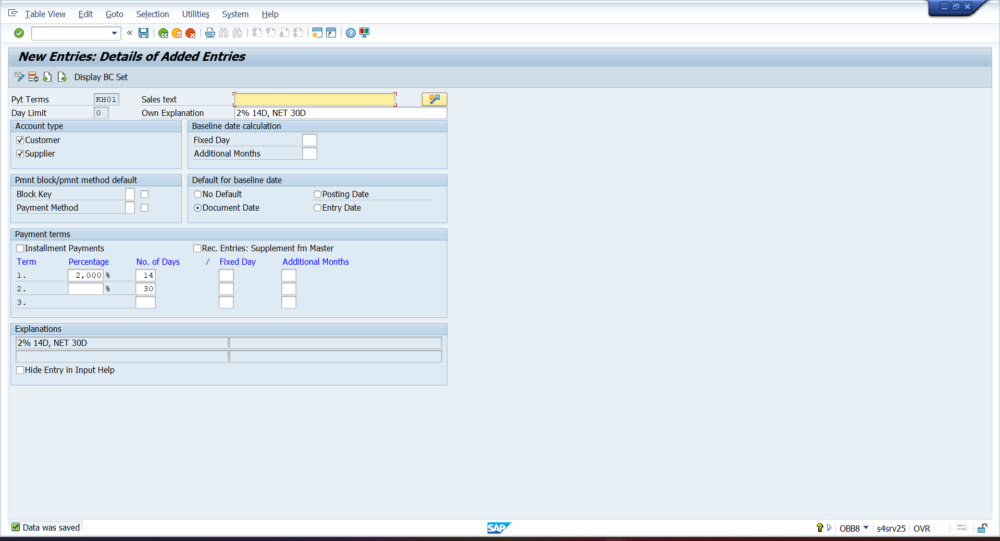 Table View Edit Goto Selection Utilities System Help
New Entries: Details of Added Entries
Display BC Set
Pyt Terms KH01 Sales text
Day Limit 0 Own Explanation 2% 14D, NET 30D
Account type
Customer
Supplier
Baseline date calculation
Fixed Day
Additional Months
Pmnt block/pmnt method default
Block Key
Payment Method
Default for baseline date
No Default Posting Date
Document Date Entry Date
Payment terms
Installment Payments Rec. Entries: Supplement fm Master
Term Percentage No. of Days / Fixed Day Additional Months
1. 2,000 % 14
2. % 30
3.
Explanations
2% 14D, NET 30D
Hide Entry in Input Help
Data was saved SAP OBB8 s4srv25 OVR